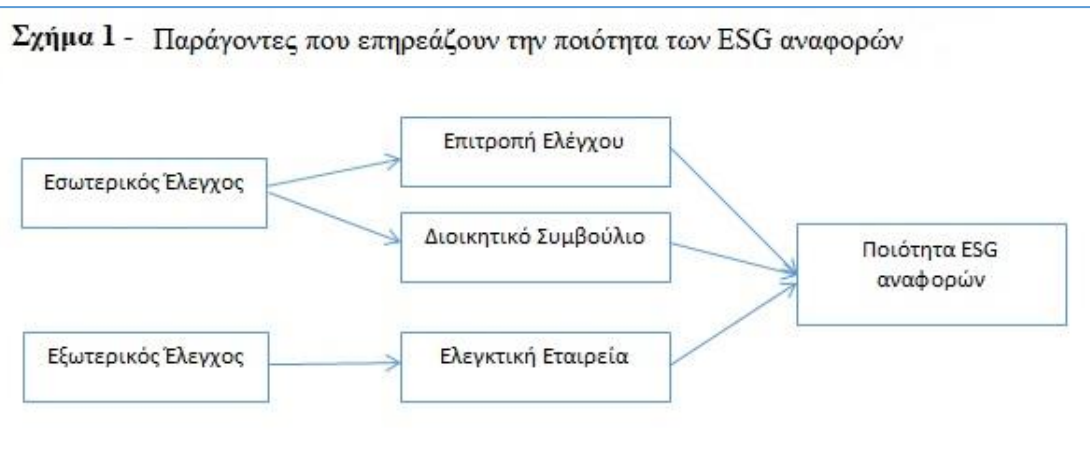 Σχήμα 1 - Παράγοντες που επηρεάζουν την ποιότητα των ESG αναφορών
Επιτροπή Ελέγχου
Εσωτερικός Έλεγχος
Διοικητικό Συμβούλιο
Ποιότητα ESG
αναφορών
Εξωτερικός Έλεγχος
Ελεγκτική Εταιρεία